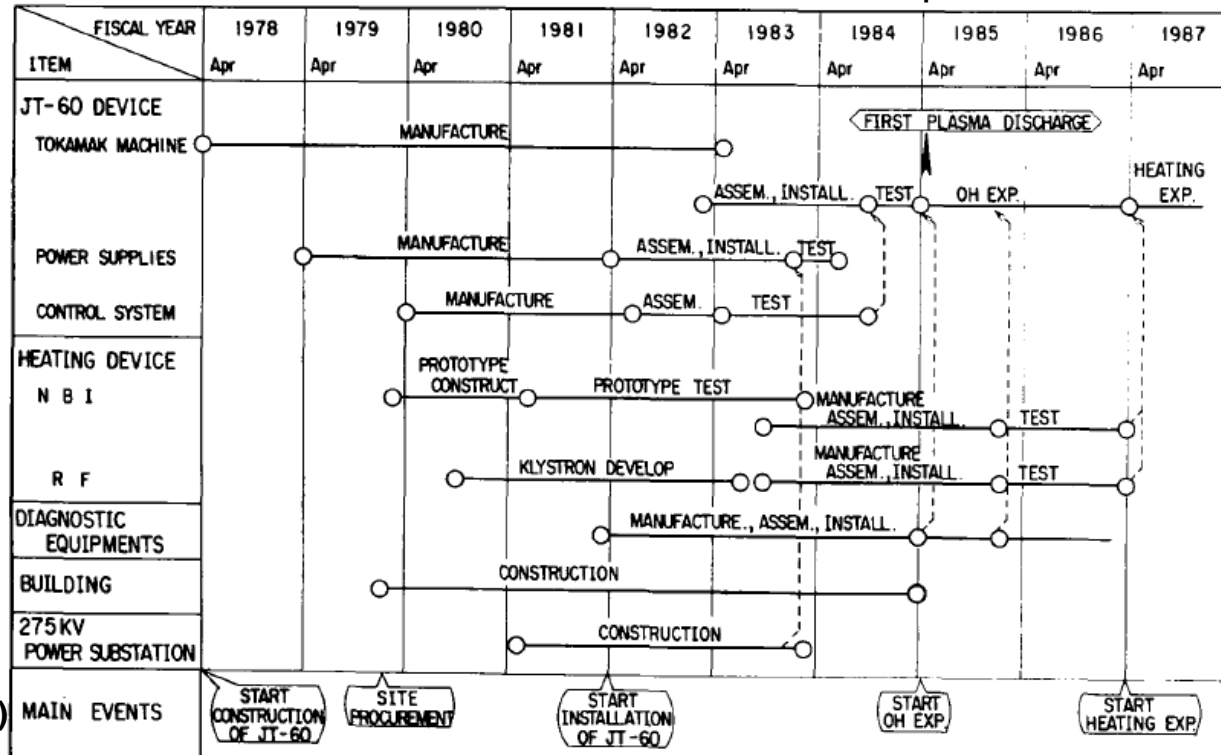 FISCAL YEAR 1978 1979 1980 1981 1982 1983 1984 1985 1986 1987
ITEM Apr Apr Apr Apr Apr Apr Apr Apr Apr Apr
JT-60 DEVICE
FIRST PLASMA DISCHARGE
TOKAMAK MACHINE MANUFACTURE
ASSEM., INSTALL. TEST OH EXP. HEATING
EXP.
POWER SUPPLIES MANUFACTURE ASSEM., INSTALL. TEST
CONTROL SYSTEM MANUFACTURE ASSEM. TEST
HEATING DEVICE
PROTOTYPE
N B I CONSTRUCT PROTOTYPE TEST MANUFACTURE
ASSEM., INSTALL. TEST
MANUFACTURE
R F KLYSTRON DEVELOP ASSEM., INSTALL. TEST
DIAGNOSTIC
EQUIPMENTS MANUFACTURE., ASSEM., INSTALL.
BUILDING CONSTRUCTION
275KV
POWER SUBSTATION CONSTRUCTION
MAIN EVENTS
START
CONSTRUCTION
OF JT-60
SITE
PROCUREMENT
START
INSTALLATION
OF JT-60
START
OH EXP.
START
HEATING EXP.